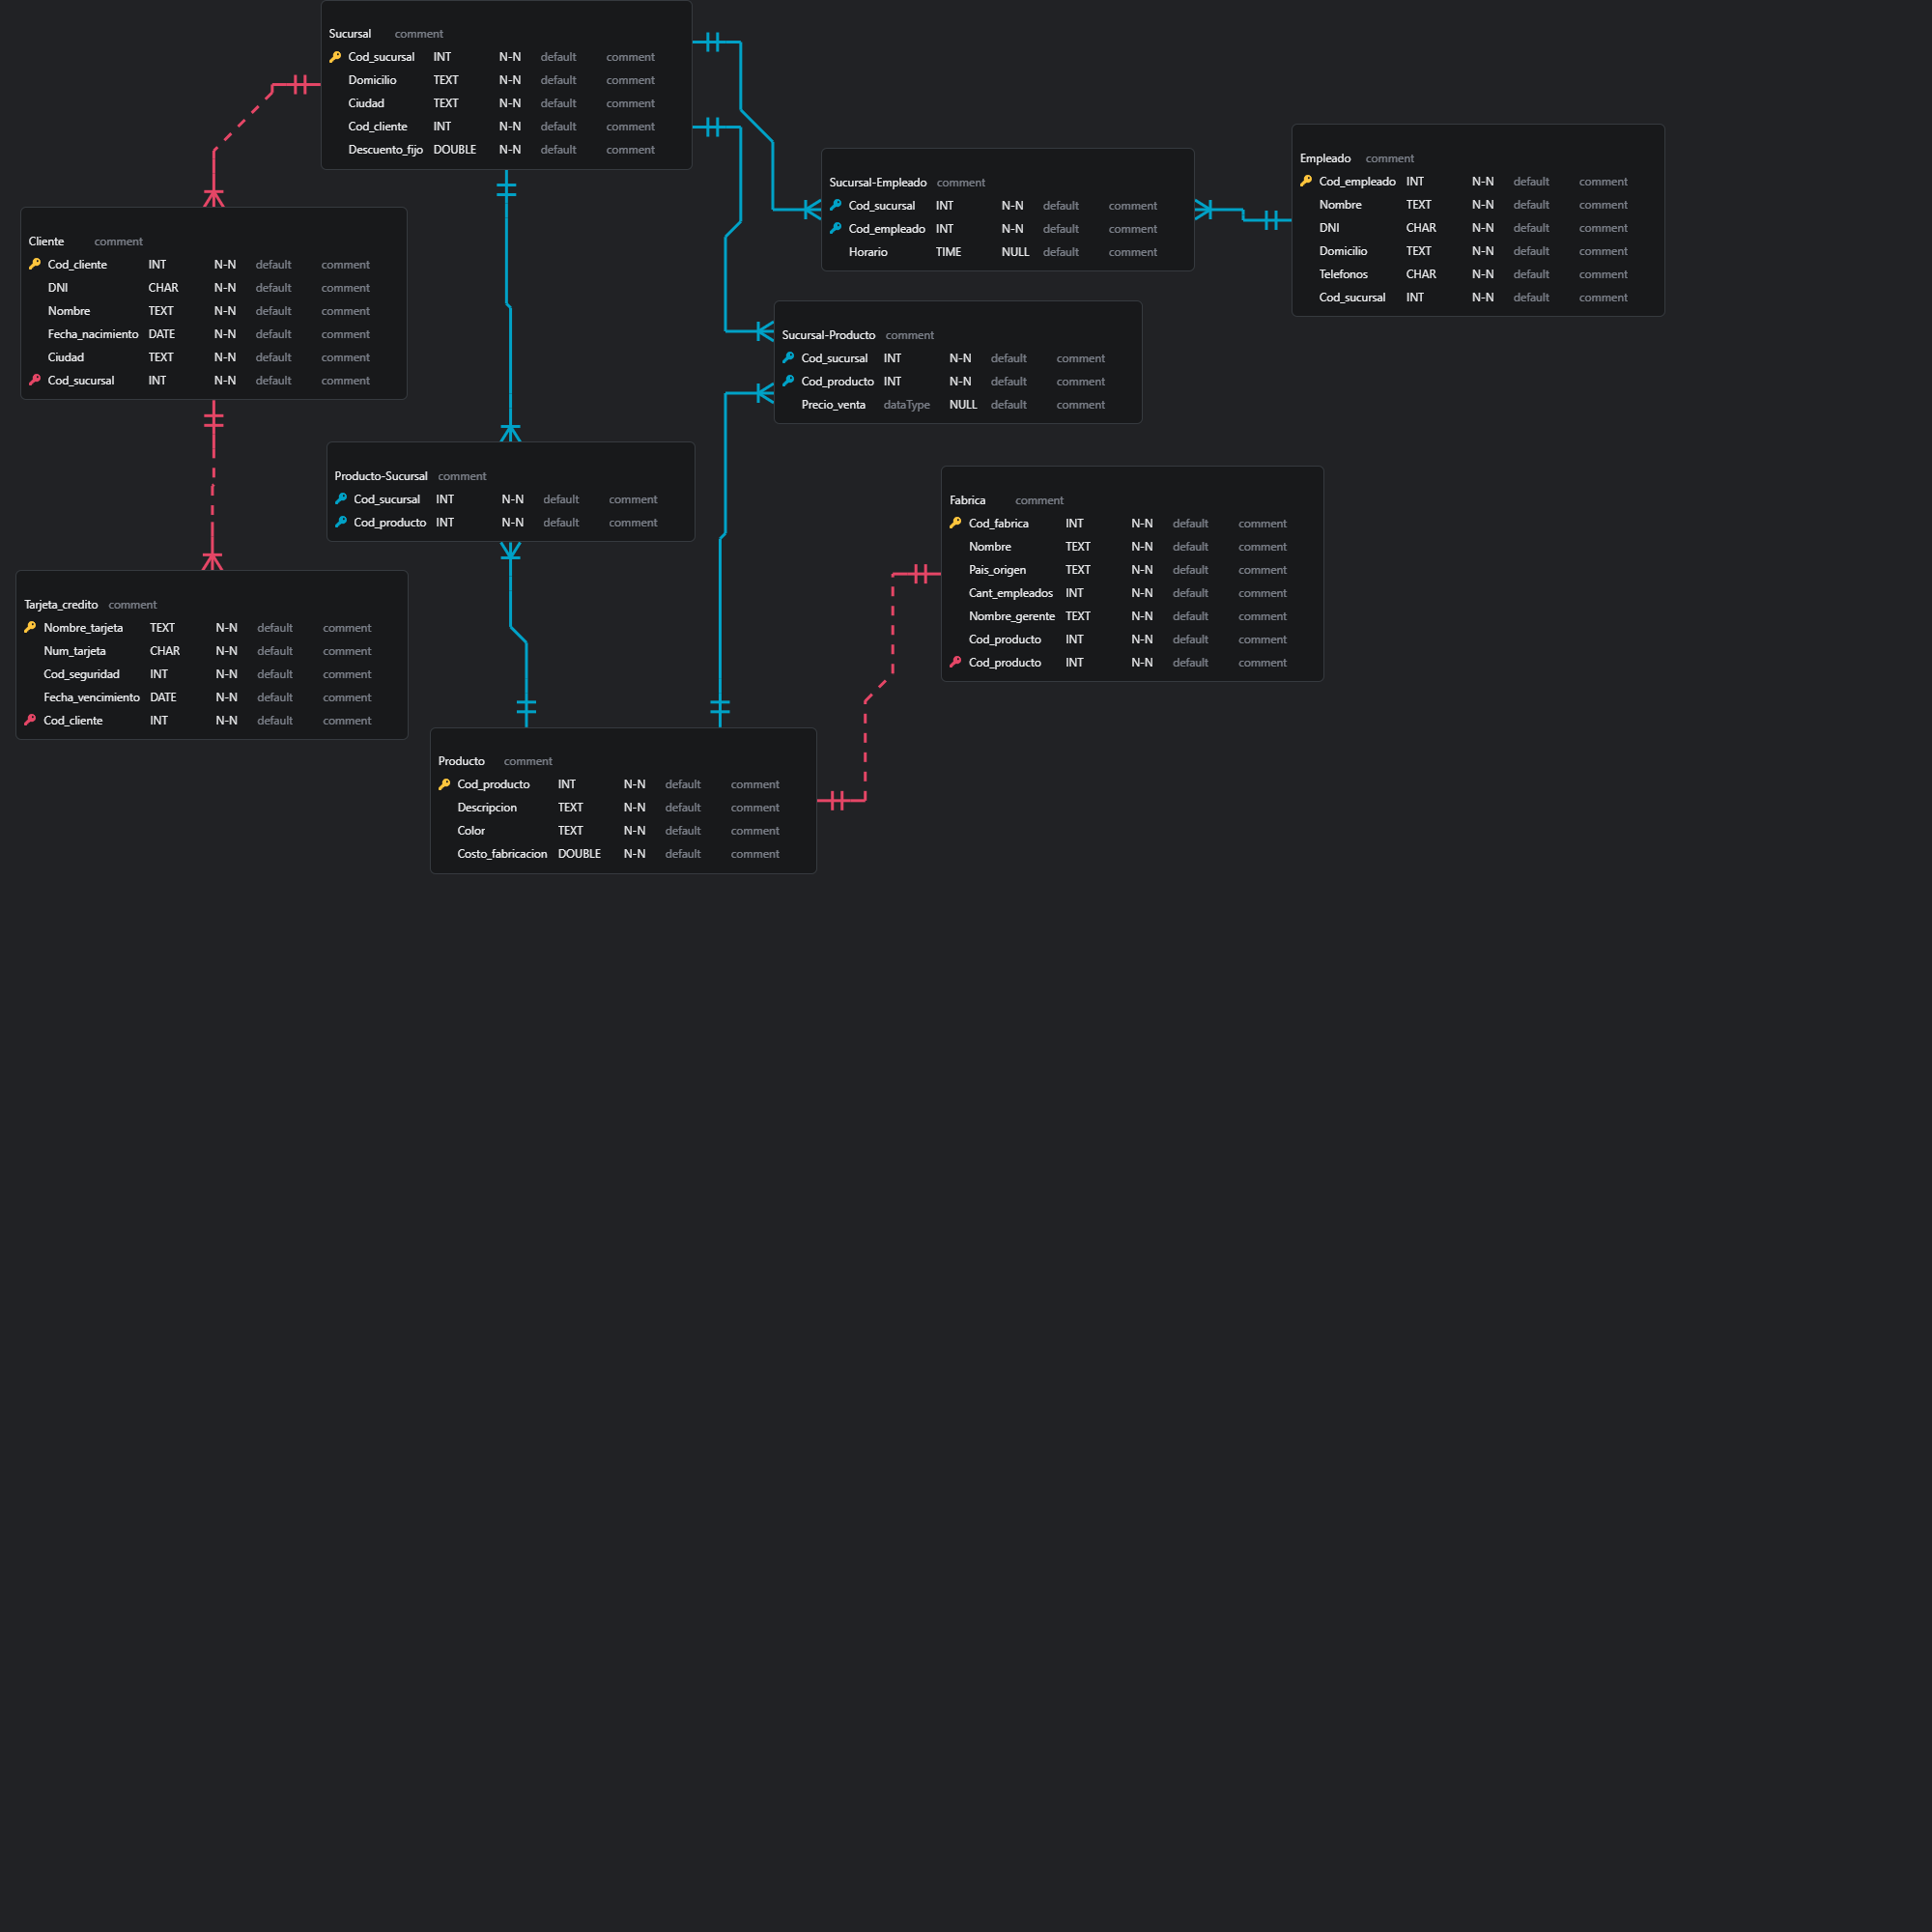 Sucursal comment
Cod_sucursal INT N-N default comment
Domicilio TEXT N-N default comment
Ciudad TEXT N-N default comment
Cod_cliente INT N-N default comment
Descuento_fijo DOUBLE N-N default comment
Empleado comment
Cod_empleado INT N-N default comment
Nombre TEXT N-N default comment
DNI CHAR N-N default comment
Domicilio TEXT N-N default comment
Telefonos CHAR N-N default comment
Cod_sucursal INT N-N default comment
Sucursal-Empleado comment
Cod_sucursal INT N-N default comment
Cod_empleado INT N-N default comment
Horario TIME NULL default comment
Cliente comment
Cod_cliente INT N-N default comment
DNI CHAR N-N default comment
Nombre TEXT N-N default comment
Fecha_nacimiento DATE N-N default comment
Ciudad TEXT N-N default comment
Cod_sucursal INT N-N default comment
Sucursal-Producto comment
Cod_sucursal INT N-N default comment
Cod_producto INT N-N default comment
Precio_venta dataType NULL default comment
Producto-Sucursal comment
Cod_sucursal INT N-N default comment
Cod_producto INT N-N default comment
Fabrica comment
Cod_fabrica INT N-N default comment
Nombre TEXT N-N default comment
Pais_origen TEXT N-N default comment
Cant_empleados INT N-N default comment
Nombre_gerente TEXT N-N default comment
Cod_producto INT N-N default comment
Cod_producto INT N-N default comment
Tarjeta_credito comment
Nombre_tarjeta TEXT N-N default comment
Num_tarjeta CHAR N-N default comment
Cod_seguridad INT N-N default comment
Fecha_vencimiento DATE N-N default comment
Cod_cliente INT N-N default comment
Producto comment
Cod_producto INT N-N default comment
Descripcion TEXT N-N default comment
Color TEXT N-N default comment
Costo_fabricacion DOUBLE N-N default comment